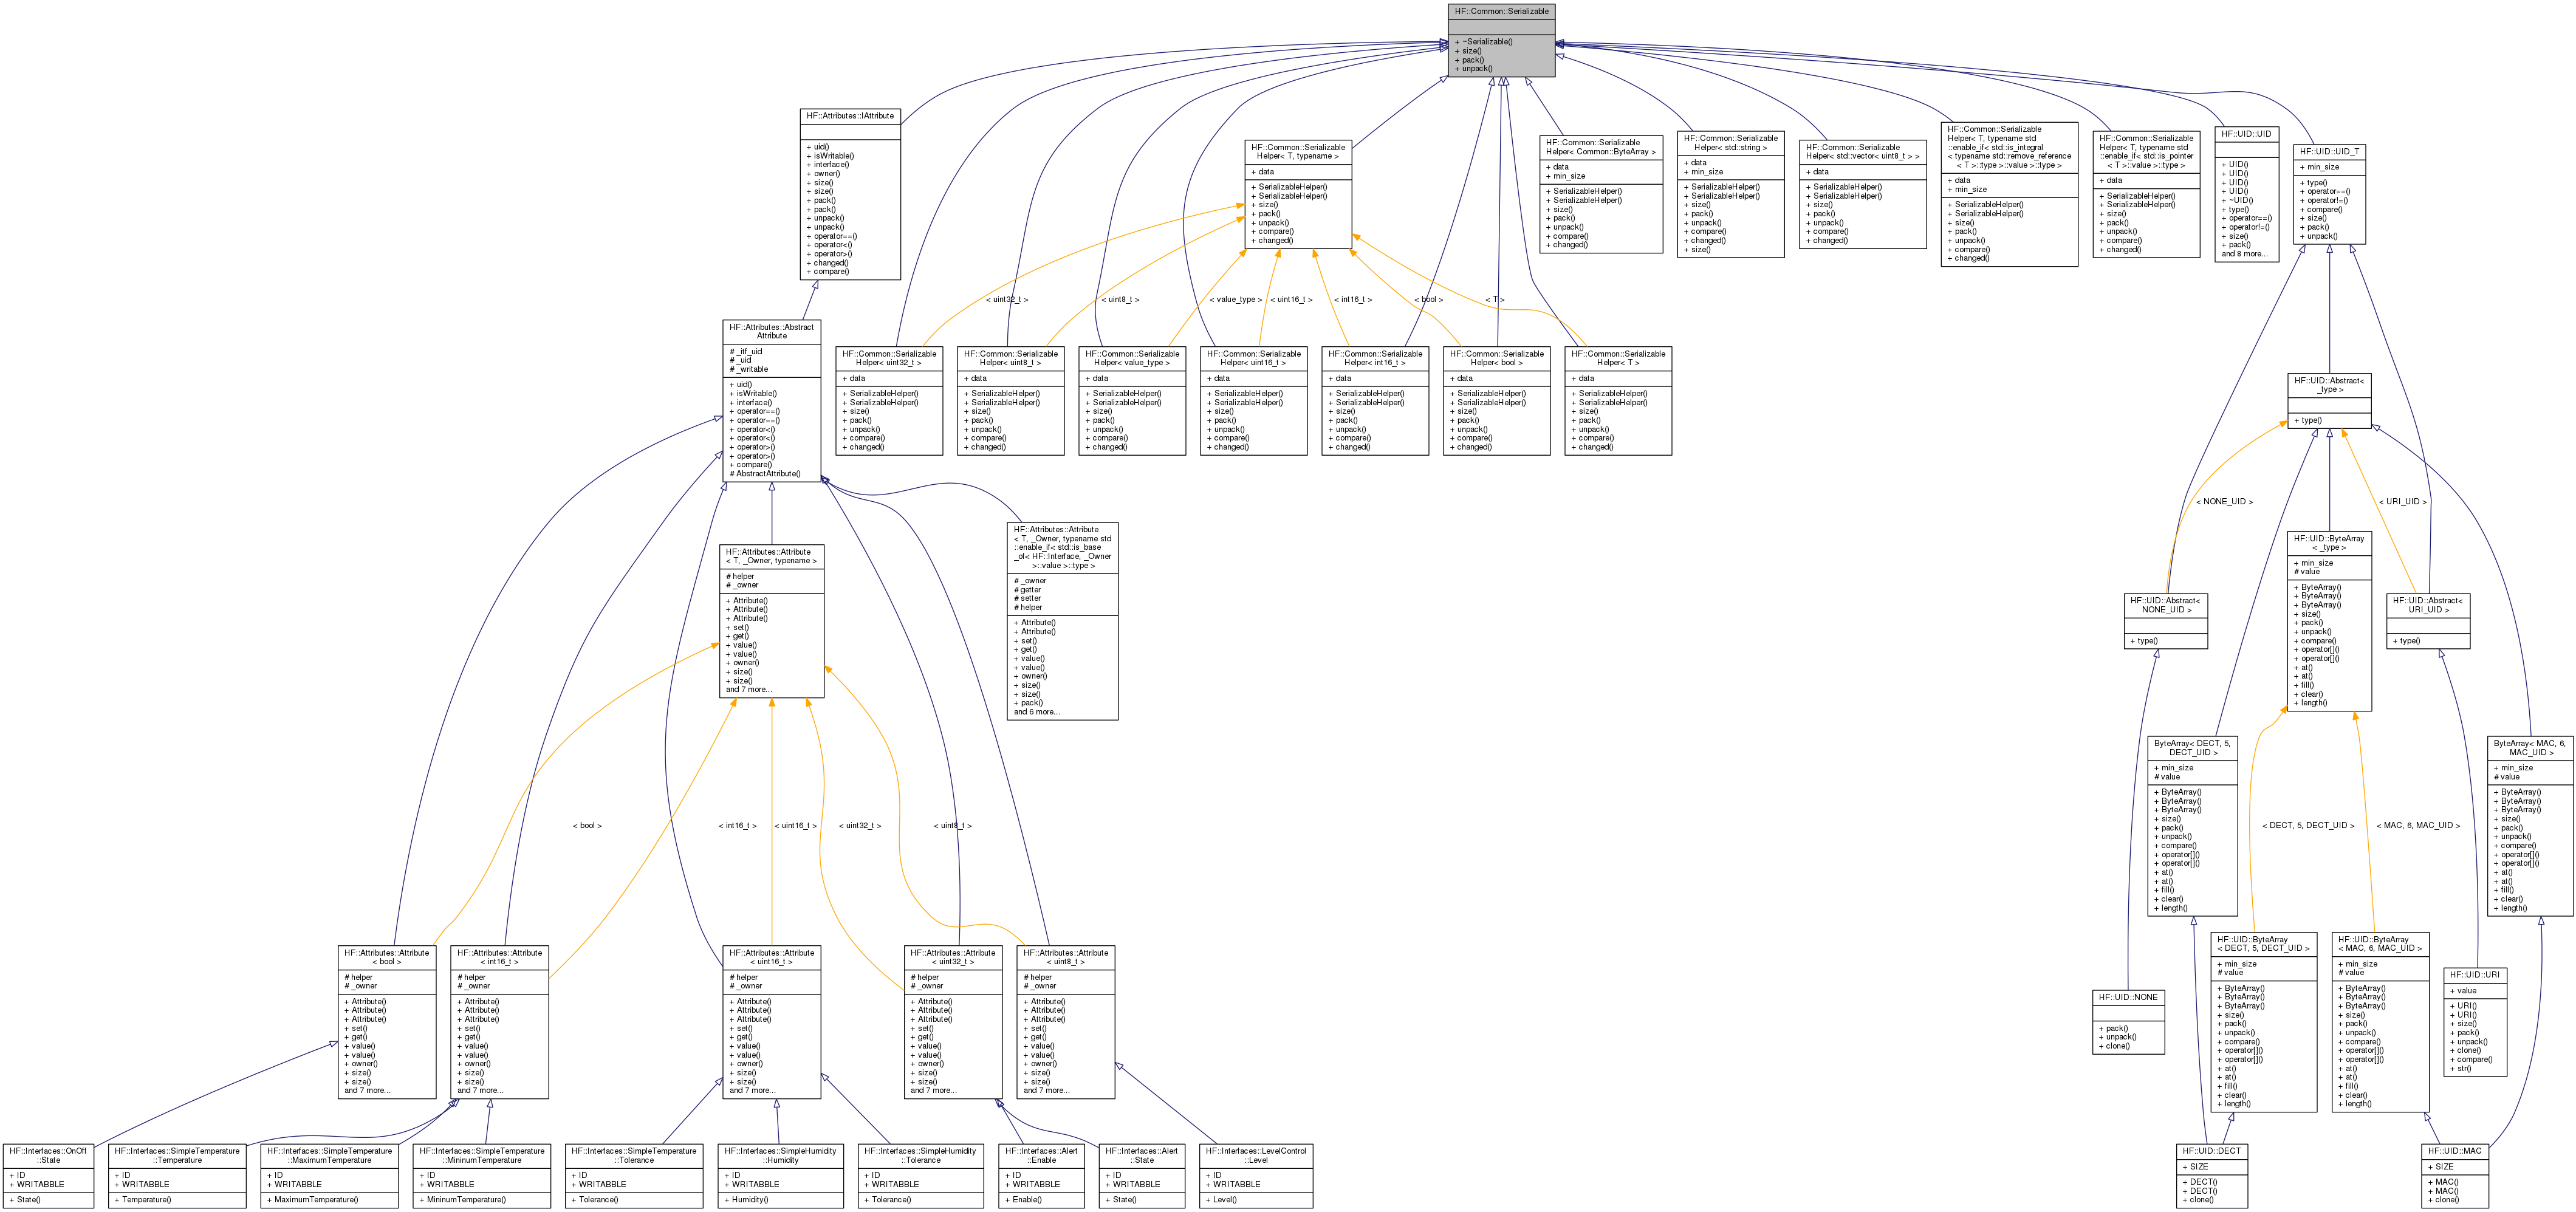 HF::Common::Serializable
+ ~Serializable()
+ size()
+ pack()
+ unpack()
HF::Attributes::IAttribute
+ uid()
+ isWritable()
+ interface()
+ owner()
+ size()
+ size()
+ pack()
+ pack()
+ unpack()
+ unpack()
+ operator==()
+ operator<()
+ operator>()
+ changed()
+ compare()
HF::Common::Serializable
Helper< T, typename >
+ data
+ SerializableHelper()
+ SerializableHelper()
+ size()
+ pack()
+ unpack()
+ compare()
+ changed()
HF::Common::Serializable
Helper< Common::ByteArray >
+ data
+ min_size
+ SerializableHelper()
+ SerializableHelper()
+ size()
+ pack()
+ unpack()
+ compare()
+ changed()
HF::Common::Serializable
Helper< std::string >
+ data
+ min_size
+ SerializableHelper()
+ SerializableHelper()
+ size()
+ pack()
+ unpack()
+ compare()
+ changed()
+ size()
HF::Common::Serializable
Helper< std::vector< uint8_t > >
+ data
+ SerializableHelper()
+ SerializableHelper()
+ size()
+ pack()
+ unpack()
+ compare()
+ changed()
HF::Common::Serializable
Helper< T, typename std
::enable_if< std::is_integral
< typename std::remove_reference
< T >::type >::value >::type >
+ data
+ min_size
+ SerializableHelper()
+ SerializableHelper()
+ size()
+ pack()
+ unpack()
+ compare()
+ changed()
HF::Common::Serializable
Helper< T, typename std
::enable_if< std::is_pointer
< T >::value >::type >
+ data
+ SerializableHelper()
+ SerializableHelper()
+ size()
+ pack()
+ unpack()
+ compare()
+ changed()
HF::UID::UID
+ UID()
+ UID()
+ UID()
+ UID()
+ ~UID()
+ type()
+ operator==()
+ operator!=()
+ size()
+ pack()
and 8 more...
HF::UID::UID_T
+ min_size
+ type()
+ operator==()
+ operator!=()
+ compare()
+ size()
+ pack()
+ unpack()
< uint32_t >
< uint8_t >
< value_type >
< uint16_t >
< int16_t >
< bool >
< T >
HF::Attributes::Abstract
Attribute
# _itf_uid
# _uid
# _writable
+ uid()
+ isWritable()
+ interface()
+ operator==()
+ operator==()
+ operator<()
+ operator<()
+ operator>()
+ operator>()
+ compare()
# AbstractAttribute()
HF::Common::Serializable
Helper< uint32_t >
+ data
+ SerializableHelper()
+ SerializableHelper()
+ size()
+ pack()
+ unpack()
+ compare()
+ changed()
HF::Common::Serializable
Helper< uint8_t >
+ data
+ SerializableHelper()
+ SerializableHelper()
+ size()
+ pack()
+ unpack()
+ compare()
+ changed()
HF::Common::Serializable
Helper< value_type >
+ data
+ SerializableHelper()
+ SerializableHelper()
+ size()
+ pack()
+ unpack()
+ compare()
+ changed()
HF::Common::Serializable
Helper< uint16_t >
+ data
+ SerializableHelper()
+ SerializableHelper()
+ size()
+ pack()
+ unpack()
+ compare()
+ changed()
HF::Common::Serializable
Helper< int16_t >
+ data
+ SerializableHelper()
+ SerializableHelper()
+ size()
+ pack()
+ unpack()
+ compare()
+ changed()
HF::Common::Serializable
Helper< bool >
+ data
+ SerializableHelper()
+ SerializableHelper()
+ size()
+ pack()
+ unpack()
+ compare()
+ changed()
HF::Common::Serializable
Helper< T >
+ data
+ SerializableHelper()
+ SerializableHelper()
+ size()
+ pack()
+ unpack()
+ compare()
+ changed()
HF::UID::Abstract<
_type >
+ type()
< NONE_UID >
< URI_UID >
HF::Attributes::Attribute
< T, _Owner, typename >
# helper
# _owner
+ Attribute()
+ Attribute()
+ Attribute()
+ set()
+ get()
+ value()
+ value()
+ owner()
+ size()
+ size()
and 7 more...
HF::Attributes::Attribute
< T, _Owner, typename std
::enable_if< std::is_base
_of< HF::Interface, _Owner
>::value >::type >
# _owner
# getter
# setter
# helper
+ Attribute()
+ Attribute()
+ set()
+ get()
+ value()
+ value()
+ owner()
+ size()
+ size()
+ pack()
and 6 more...
HF::UID::Abstract<
NONE_UID >
+ type()
HF::UID::ByteArray
< _type >
+ min_size
# value
+ ByteArray()
+ ByteArray()
+ ByteArray()
+ size()
+ pack()
+ unpack()
+ compare()
+ operator[]()
+ operator[]()
+ at()
+ at()
+ fill()
+ clear()
+ length()
HF::UID::Abstract<
URI_UID >
+ type()
< bool >
< int16_t >
< uint16_t >
< uint32_t >
< uint8_t >
ByteArray< DECT, 5,
DECT_UID >
+ min_size
# value
+ ByteArray()
+ ByteArray()
+ ByteArray()
+ size()
+ pack()
+ unpack()
+ compare()
+ operator[]()
+ operator[]()
+ at()
+ at()
+ fill()
+ clear()
+ length()
< DECT, 5, DECT_UID >
< MAC, 6, MAC_UID >
ByteArray< MAC, 6,
MAC_UID >
+ min_size
# value
+ ByteArray()
+ ByteArray()
+ ByteArray()
+ size()
+ pack()
+ unpack()
+ compare()
+ operator[]()
+ operator[]()
+ at()
+ at()
+ fill()
+ clear()
+ length()
HF::Attributes::Attribute
< bool >
# helper
# _owner
+ Attribute()
+ Attribute()
+ Attribute()
+ set()
+ get()
+ value()
+ value()
+ owner()
+ size()
+ size()
and 7 more...
HF::Attributes::Attribute
< int16_t >
# helper
# _owner
+ Attribute()
+ Attribute()
+ Attribute()
+ set()
+ get()
+ value()
+ value()
+ owner()
+ size()
+ size()
and 7 more...
HF::Attributes::Attribute
< uint16_t >
# helper
# _owner
+ Attribute()
+ Attribute()
+ Attribute()
+ set()
+ get()
+ value()
+ value()
+ owner()
+ size()
+ size()
and 7 more...
HF::Attributes::Attribute
< uint32_t >
# helper
# _owner
+ Attribute()
+ Attribute()
+ Attribute()
+ set()
+ get()
+ value()
+ value()
+ owner()
+ size()
+ size()
and 7 more...
HF::Attributes::Attribute
< uint8_t >
# helper
# _owner
+ Attribute()
+ Attribute()
+ Attribute()
+ set()
+ get()
+ value()
+ value()
+ owner()
+ size()
+ size()
and 7 more...
HF::UID::NONE
+ pack()
+ unpack()
+ clone()
HF::UID::ByteArray
< DECT, 5, DECT_UID >
+ min_size
# value
+ ByteArray()
+ ByteArray()
+ ByteArray()
+ size()
+ pack()
+ unpack()
+ compare()
+ operator[]()
+ operator[]()
+ at()
+ at()
+ fill()
+ clear()
+ length()
HF::UID::ByteArray
< MAC, 6, MAC_UID >
+ min_size
# value
+ ByteArray()
+ ByteArray()
+ ByteArray()
+ size()
+ pack()
+ unpack()
+ compare()
+ operator[]()
+ operator[]()
+ at()
+ at()
+ fill()
+ clear()
+ length()
HF::UID::URI
+ value
+ URI()
+ URI()
+ size()
+ pack()
+ unpack()
+ clone()
+ compare()
+ str()
HF::Interfaces::OnOff
::State
+ ID
+ WRITABBLE
+ State()
HF::Interfaces::SimpleTemperature
::Temperature
+ ID
+ WRITABBLE
+ Temperature()
HF::Interfaces::SimpleTemperature
::MaximumTemperature
+ ID
+ WRITABBLE
+ MaximumTemperature()
HF::Interfaces::SimpleTemperature
::MininumTemperature
+ ID
+ WRITABBLE
+ MininumTemperature()
HF::Interfaces::SimpleTemperature
::Tolerance
+ ID
+ WRITABBLE
+ Tolerance()
HF::Interfaces::SimpleHumidity
::Humidity
+ ID
+ WRITABBLE
+ Humidity()
HF::Interfaces::SimpleHumidity
::Tolerance
+ ID
+ WRITABBLE
+ Tolerance()
HF::Interfaces::Alert
::Enable
+ ID
+ WRITABBLE
+ Enable()
HF::Interfaces::Alert
::State
+ ID
+ WRITABBLE
+ State()
HF::Interfaces::LevelControl
::Level
+ ID
+ WRITABBLE
+ Level()
HF::UID::DECT
+ SIZE
+ DECT()
+ DECT()
+ clone()
HF::UID::MAC
+ SIZE
+ MAC()
+ MAC()
+ clone()